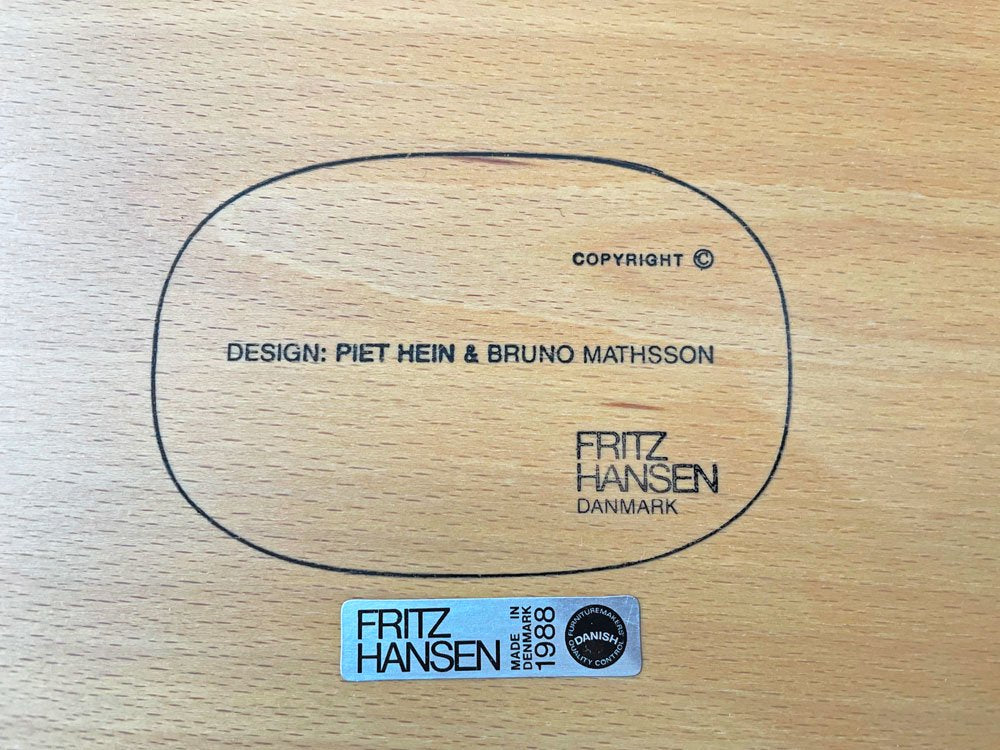 COPYRIGHT ©
DESIGN: PIET HEIN & BRUNO MATHSSON
FRITZ
HANSEN
DANMARK
FRITZ
HANSEN
MADE IN
DENMARK
1988
FURNITUREMAKERS'
DANISH
QUALITY CONTROL